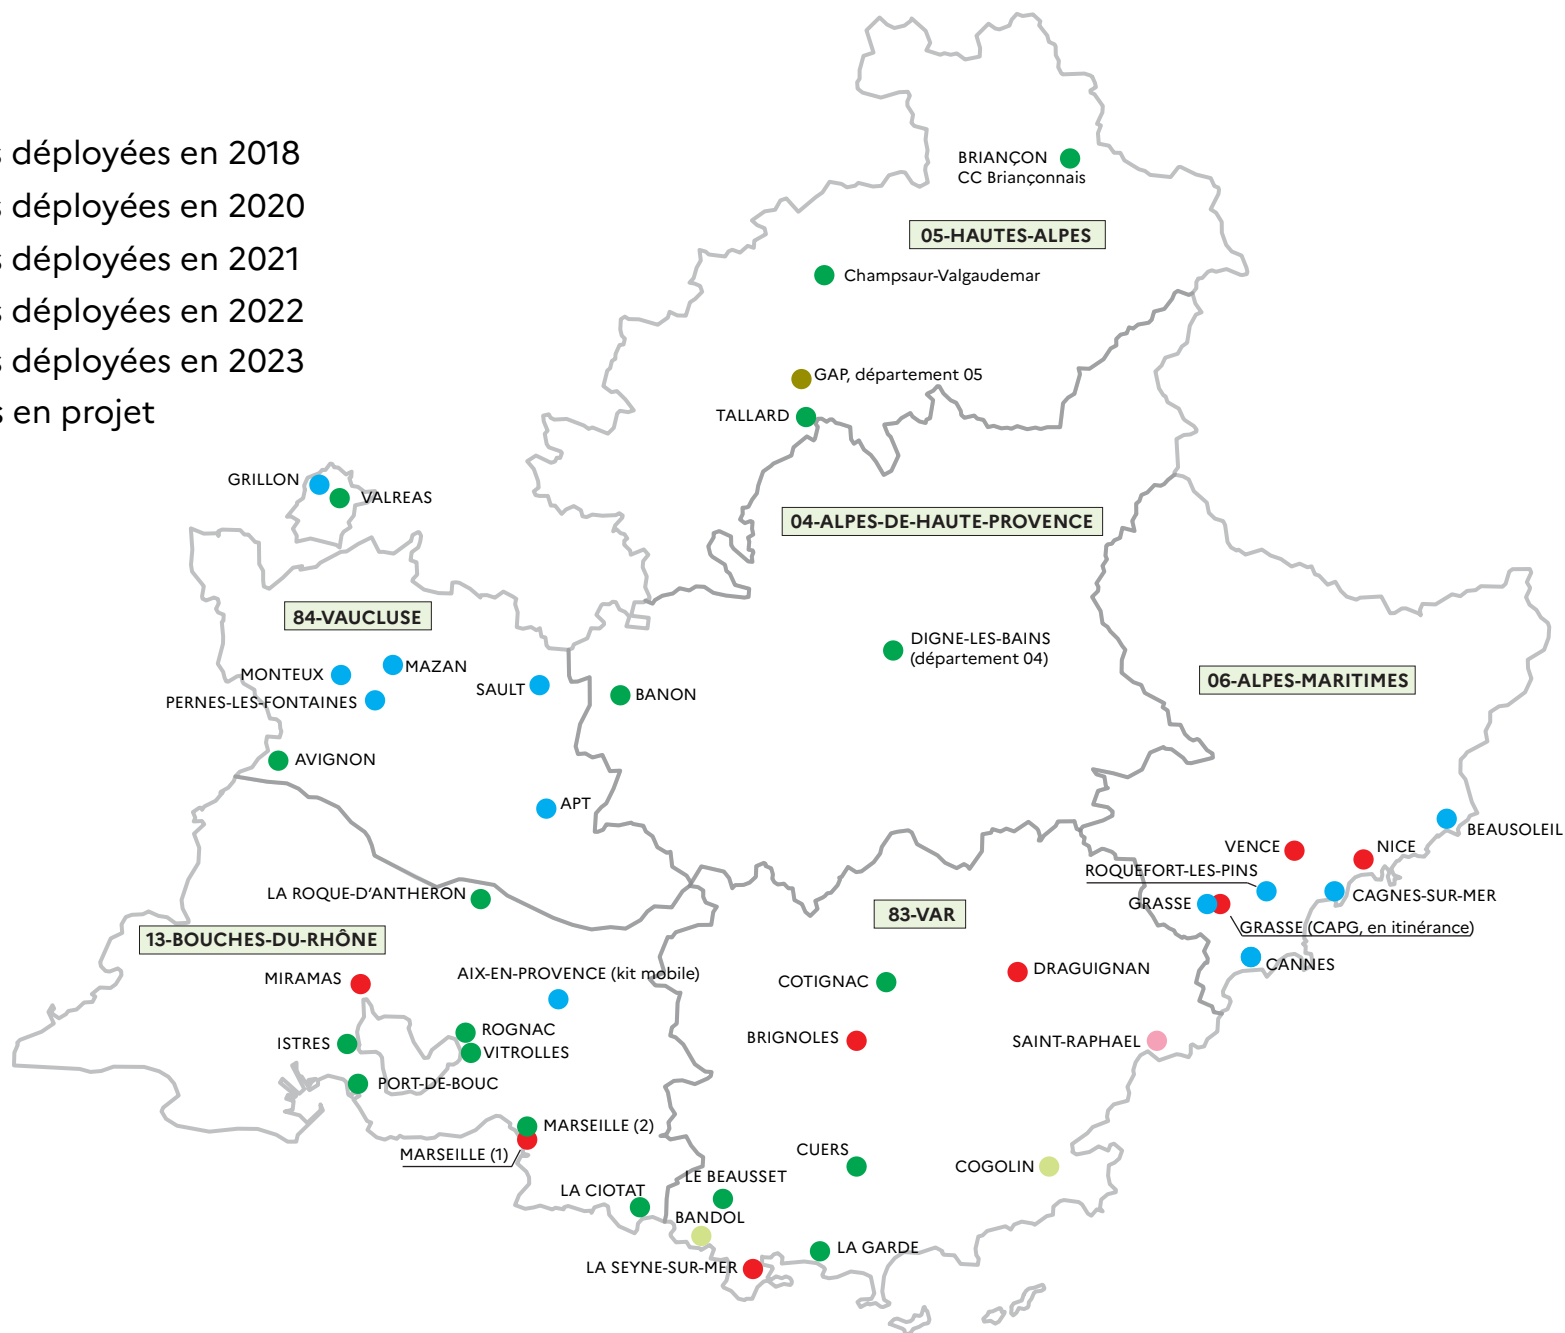 s déployées en 2018
s déployées en 2020
s déployées en 2021
s déployées en 2022
s déployées en 2023
s en projet
BRIANÇON
CC Briançonnais
05-HAUTES-ALPES
Champsaur-Valgaudemar
GAP, département 05
TALLARD
GRILLON
VALREAS
04-ALPES-DE-HAUTE-PROVENCE
84-VAUCLUSE
DIGNE-LES-BAINS
(département 04)
MAZAN
MONTEUX
SAULT
PERNES-LES-FONTAINES
BANON
06-ALPES-MARITIMES
AVIGNON
APT
BEAUSOLEIL
VENCE
NICE
ROQUEFORT-LES-PINS
CAGNES-SUR-MER
GRASSE
GRASSE (CAPG, en itinérance)
CANNES
LA ROQUE-D'ANTHERON
83-VAR
13-BOUCHES-DU-RHÔNE
MIRAMAS
AIX-EN-PROVENCE (kit mobile)
COTIGNAC
DRAGUIGNAN
ROGNAC
ISTRES
VITROLLES
BRIGNOLES
SAINT-RAPHAEL
PORT-DE-BOUC
MARSEILLE (2)
MARSEILLE (1)
CUERS
COGOLIN
LE BEAUSSET
LA CIOTAT
BANDOL
LA GARDE
LA SEYNE-SUR-MER